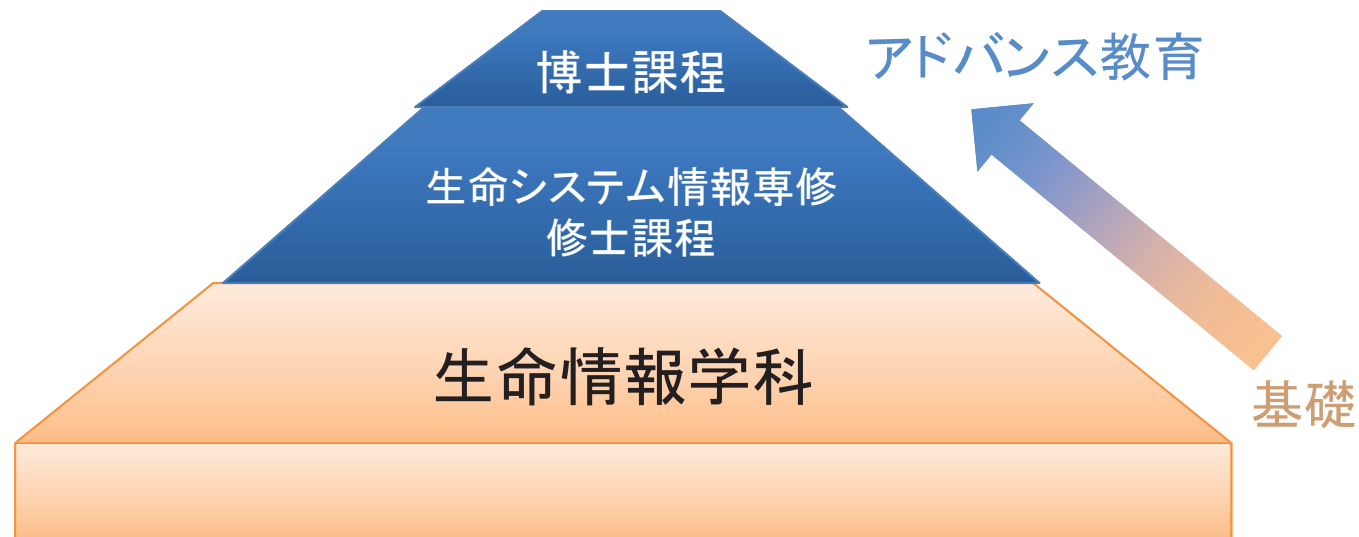 博士課程
アドバンス教育
生命システム情報専修
修士課程
生命情報学科
基礎